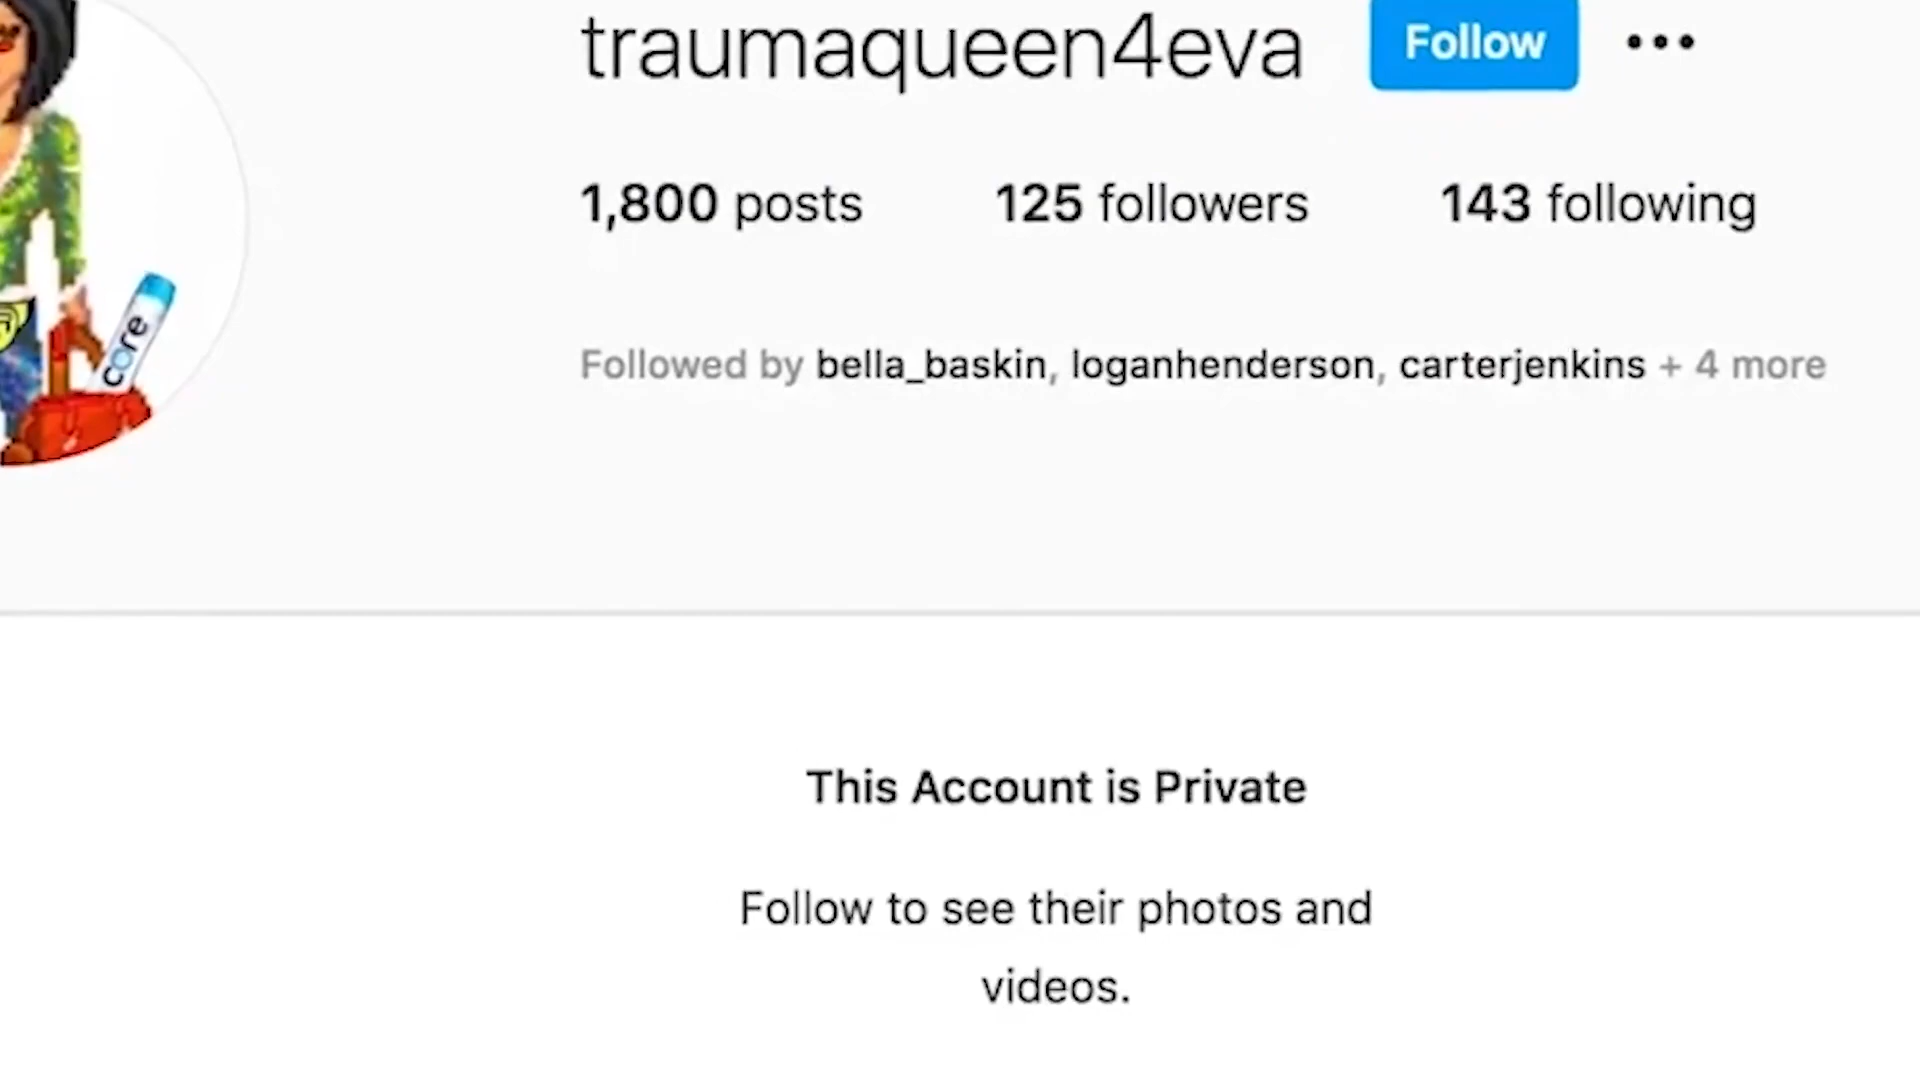 traumaqueen4eva Follow
1,800 posts 125 followers 143 following
Followed by bella_baskin, loganhenderson, carterjenkins + 4 more
core
This Account is Private
Follow to see their photos and
videos.